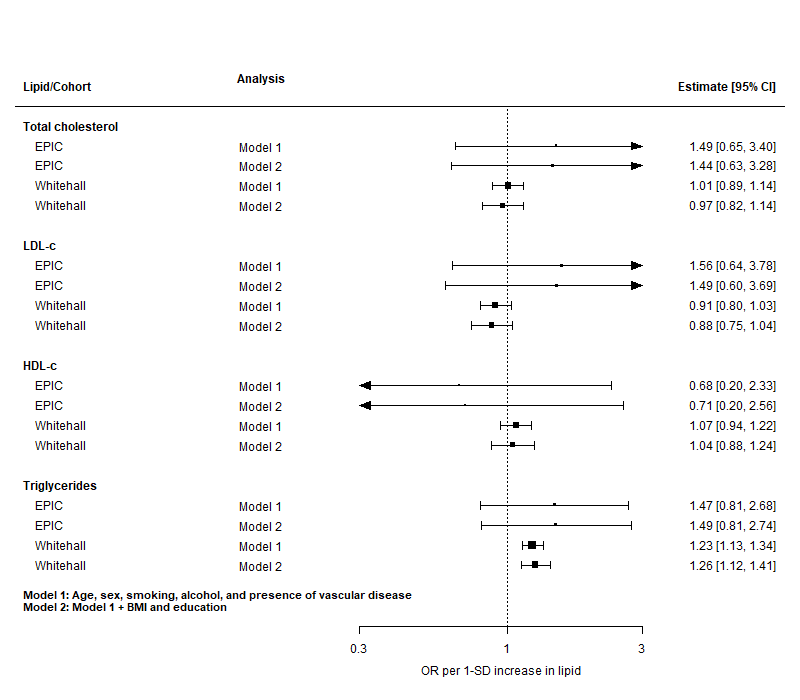 Lipid/Cohort Analysis Estimate [95% CI]
Total cholesterol
EPIC Model 1 1.49 [0.65, 3.40]
EPIC Model 2 1.44 [0.63, 3.28]
Whitehall Model 1 1.01 [0.89, 1.14]
Whitehall Model 2 0.97 [0.82, 1.14]
LDL-c
EPIC Model 1 1.56 [0.64, 3.78]
EPIC Model 2 1.49 [0.60, 3.69]
Whitehall Model 1 0.91 [0.80, 1.03]
Whitehall Model 2 0.88 [0.75, 1.04]
HDL-c
EPIC Model 1 0.68 [0.20, 2.33]
EPIC Model 2 0.71 [0.20, 2.56]
Whitehall Model 1 1.07 [0.94, 1.22]
Whitehall Model 2 1.04 [0.88, 1.24]
Triglycerides
EPIC Model 1 1.47 [0.81, 2.68]
EPIC Model 2 1.49 [0.81, 2.74]
Whitehall Model 1 1.23 [1.13, 1.34]
Whitehall Model 2 1.26 [1.12, 1.41]
Model 1: Age, sex, smoking, alcohol, and presence of vascular disease
Model 2: Model 1 + BMI and education
0.3 1 3
OR per 1-SD increase in lipid